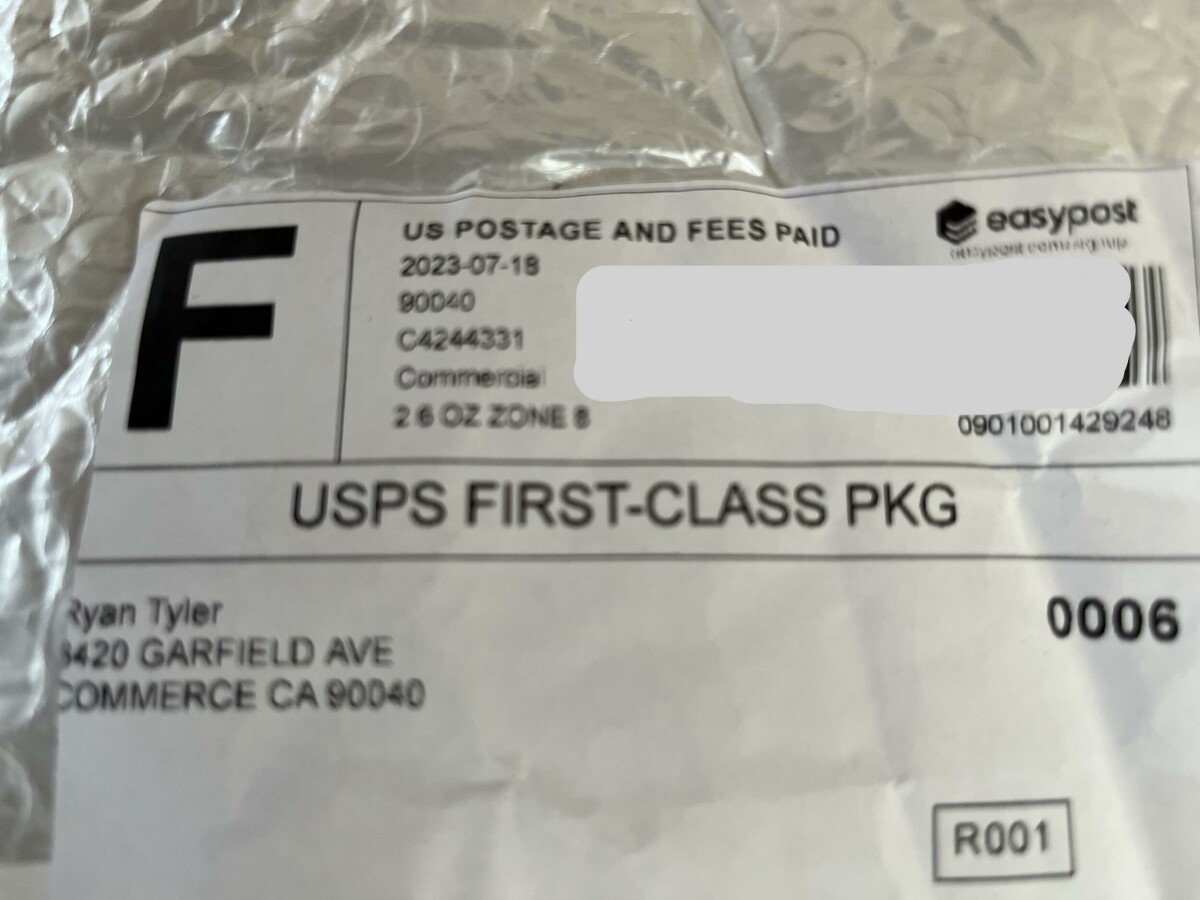 F
US POSTAGE AND FEES PAID
2023-07-18
90040
C4244331
Commercial
2.6 OZ ZONE 8
easypost
0901001429248
USPS FIRST-CLASS PKG
Ryan Tyler
420 GARFIELD AVE
COMMERCE CA 90040
0006
R001